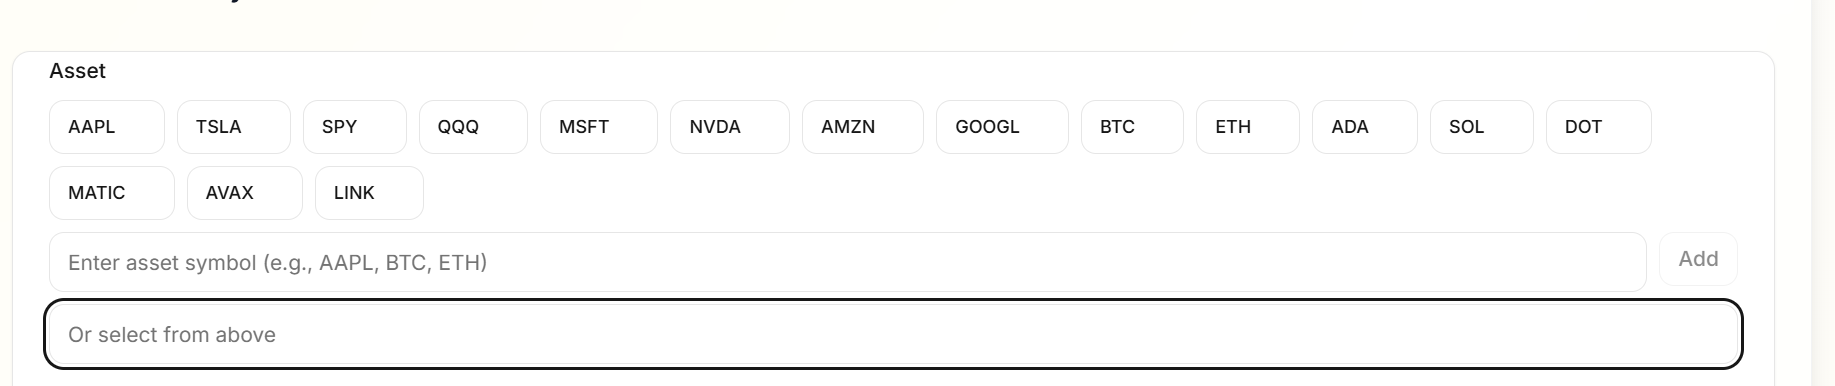 Asset
AAPL TSLA SPY QQQ MSFT NVDA AMZN GOOGL BTC ETH ADA SOL DOT
MATIC AVAX LINK
Enter asset symbol (e.g., AAPL, BTC, ETH) Add
Or select from above